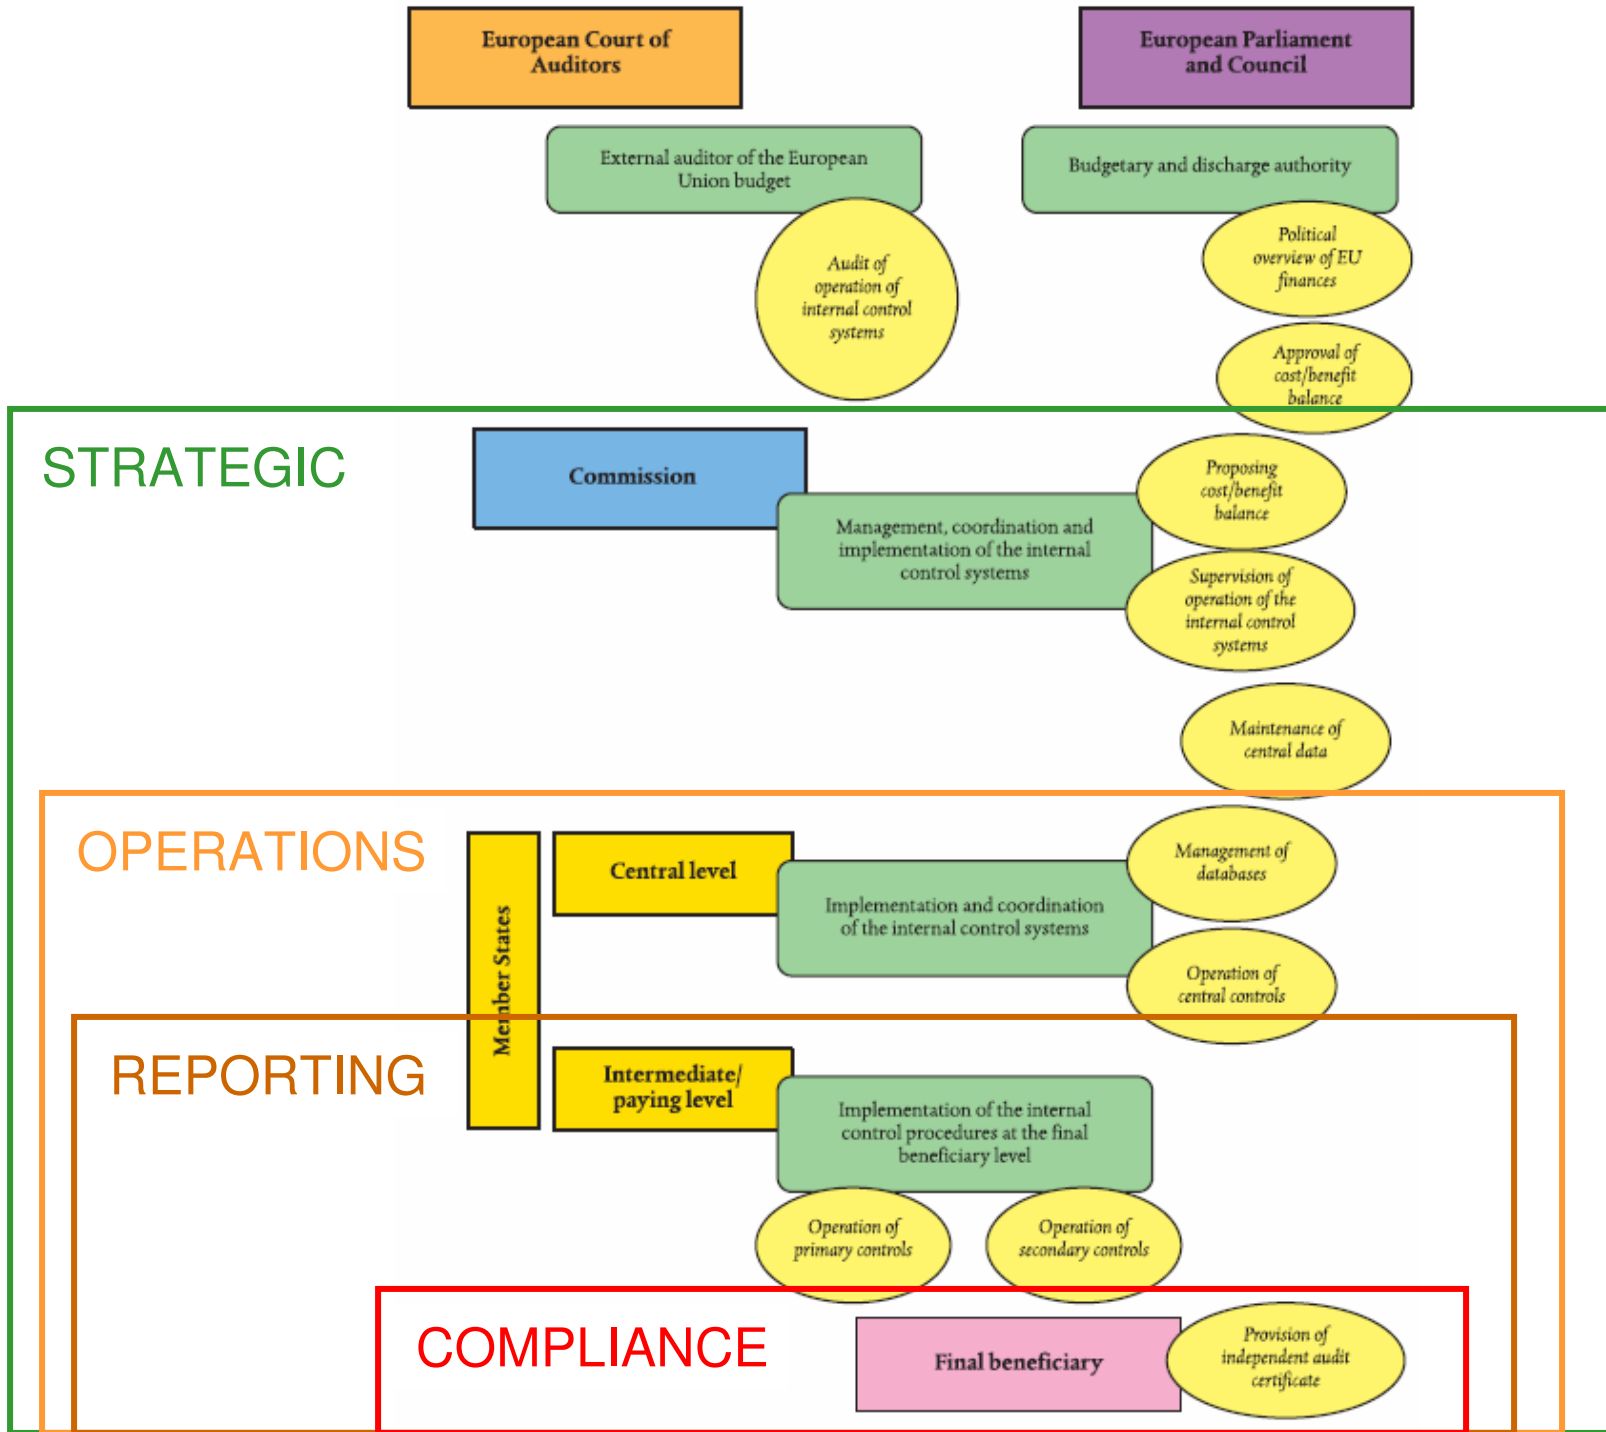 European Court of
Auditors
European Parliament
and Council
External auditor of the European
Union budget
Budgetary and discharge authority
Audit of
operation of
internal control
systems
Political
overview of EU
finances
Approval of
cost/benefit
balance
STRATEGIC
Commission
Management, coordination and
implementation of the internal
control systems
Proposing
cost/benefit
balance
Supervision of
operation of the
internal control
systems
Maintenance of
central data
OPERATIONS
Member States
Central level
Implementation and coordination
of the internal control systems
Management of
databases
Operation of
central controls
REPORTING
Intermediate/
paying level
Implementation of the internal
control procedures at the final
beneficiary level
Operation of
primary controls
Operation of
secondary controls
COMPLIANCE
Final beneficiary
Provision of
independent audit
certificate